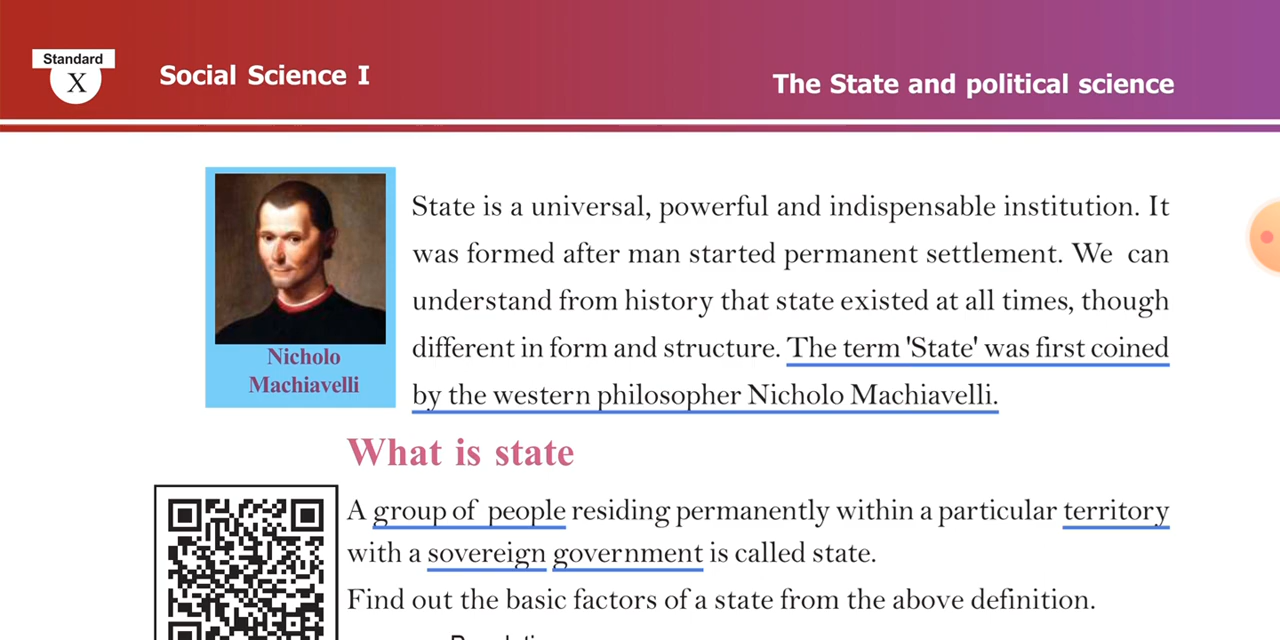 Standard
X
Social Science I
The State and political science
Nicholo
Machiavelli
State is a universal, powerful and indispensable institution. It
was formed after man started permanent settlement. We can
understand from history that state existed at all times, though
different in form and structure. The term 'State' was first coined
by the western philosopher Nicholo Machiavelli.
What is state
A group of people residing permanently within a particular territory
with a sovereign government is called state.
Find out the basic factors of a state from the above definition.